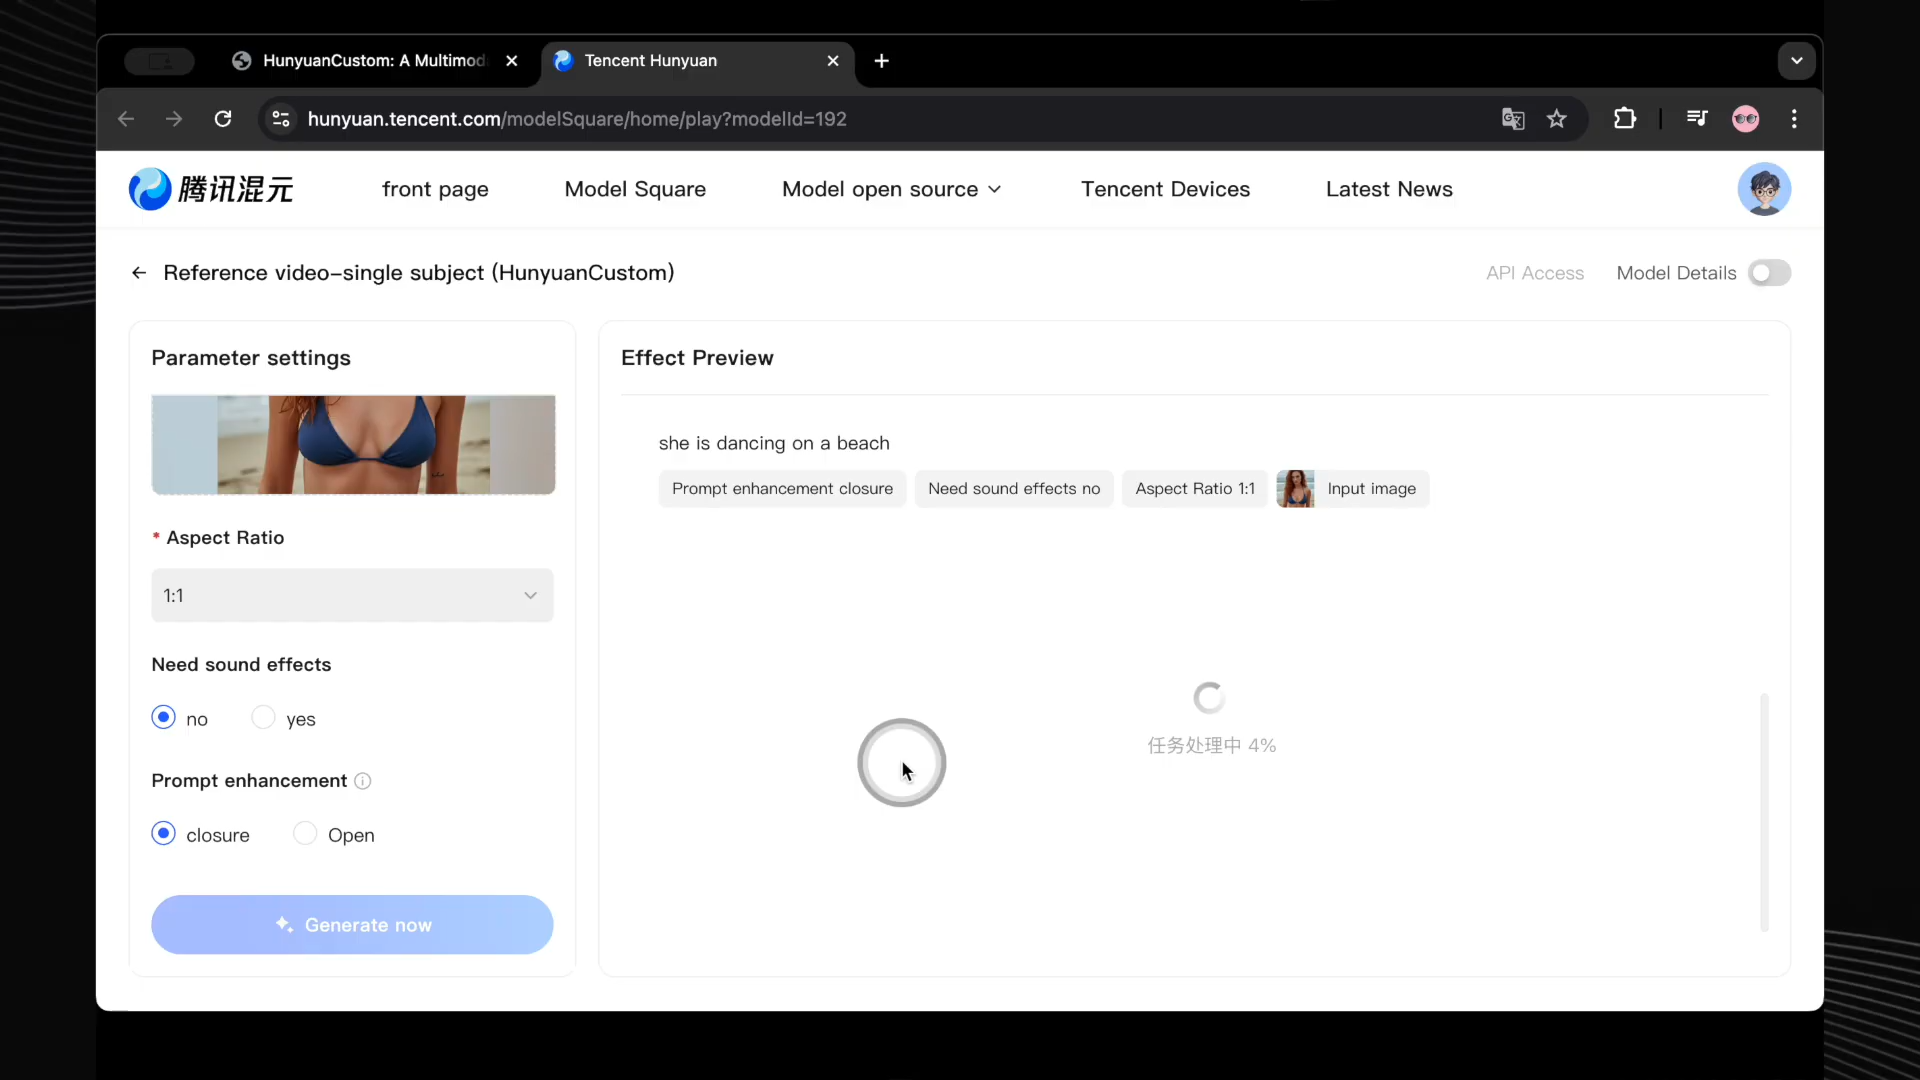 HunyuanCustom: A Multimod
Tencent Hunyuan
hunyuan.tencent.com/modelSquare/home/play?modelId=192
腾讯混元
front page
Model Square
Model open source
Tencent Devices
Latest News
Reference video-single subject (HunyuanCustom)
API Access
Model Details
Parameter settings
* Aspect Ratio
1:1
Need sound effects
no
yes
Prompt enhancement
closure
Open
Generate now
Effect Preview
she is dancing on a beach
Prompt enhancement closure
Need sound effects no
Aspect Ratio 1:1
Input image
任务处理中 4%